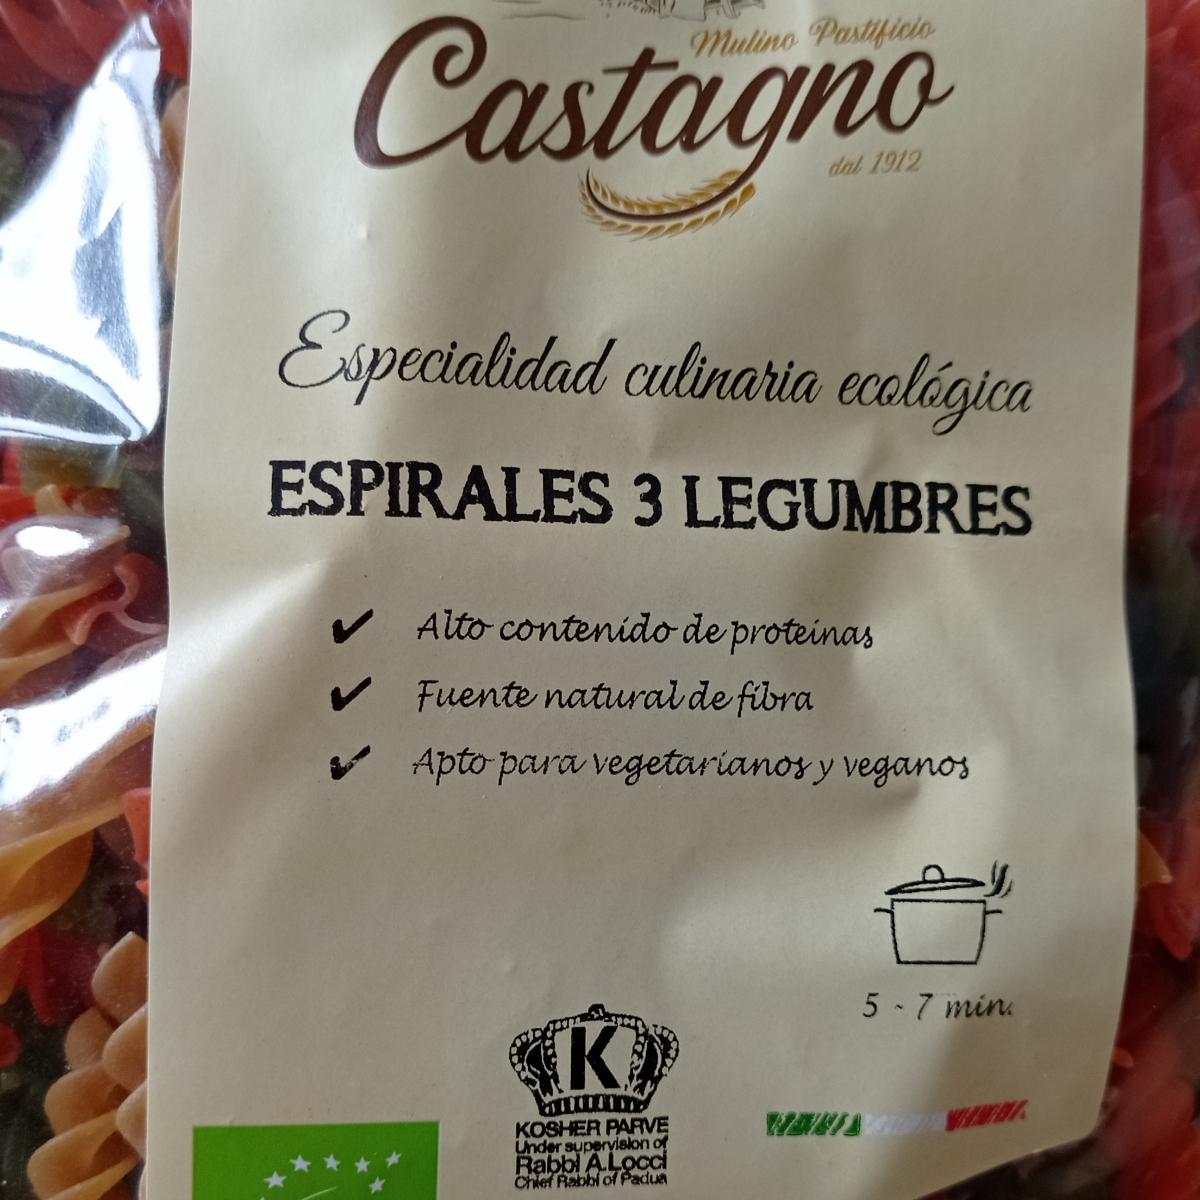 Mulino Pastificio
Castagno
dal 1912
Especialidad culinaria ecológica
ESPIRALES 3 LEGUMBRES
✔ Alto contenido de proteínas
✔ Fuente natural de fibra
✔ Apto para vegetarianos y veganos
5 - 7 min.
K
KOSHER PARVE
Under supervision of
Rabbi A.Locci
Chief Rabbi of Padua